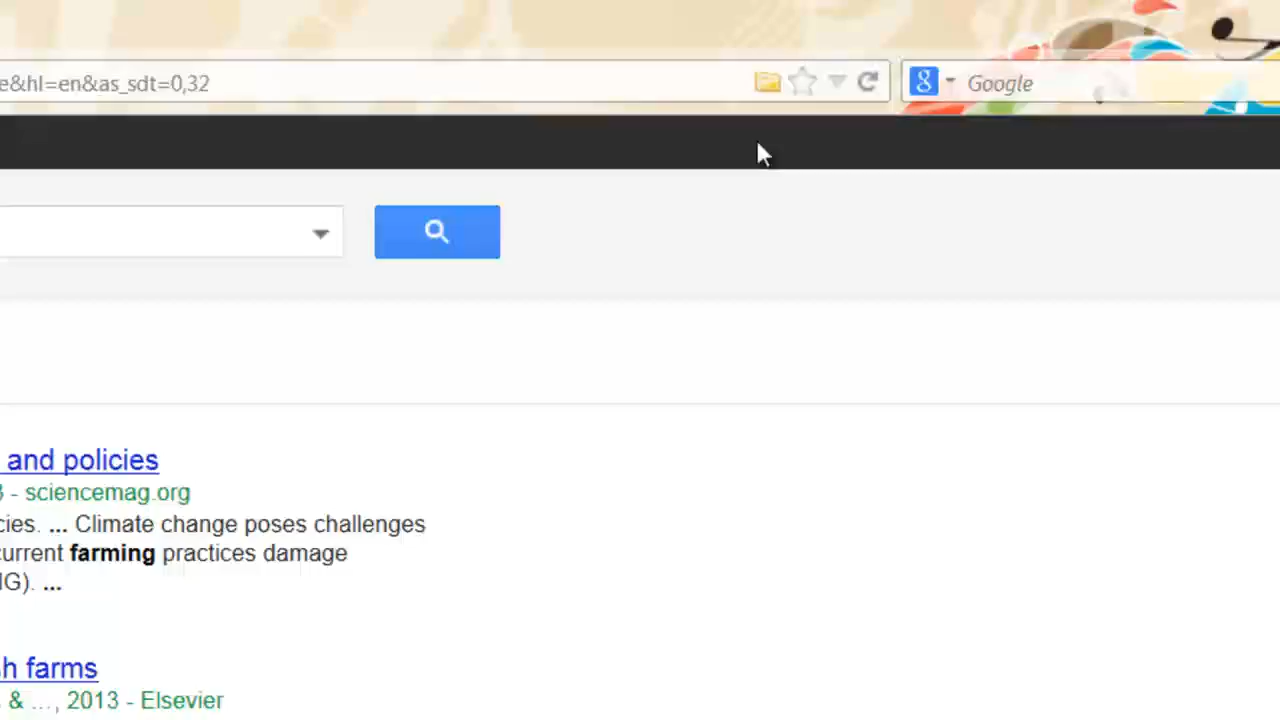 e&hl=en&as_sdt=0,32
Google
and policies
- sciencemag.org
cies. ... Climate change poses challenges
current farming practices damage
IG). ...
h farms
& ..., 2013 - Elsevier